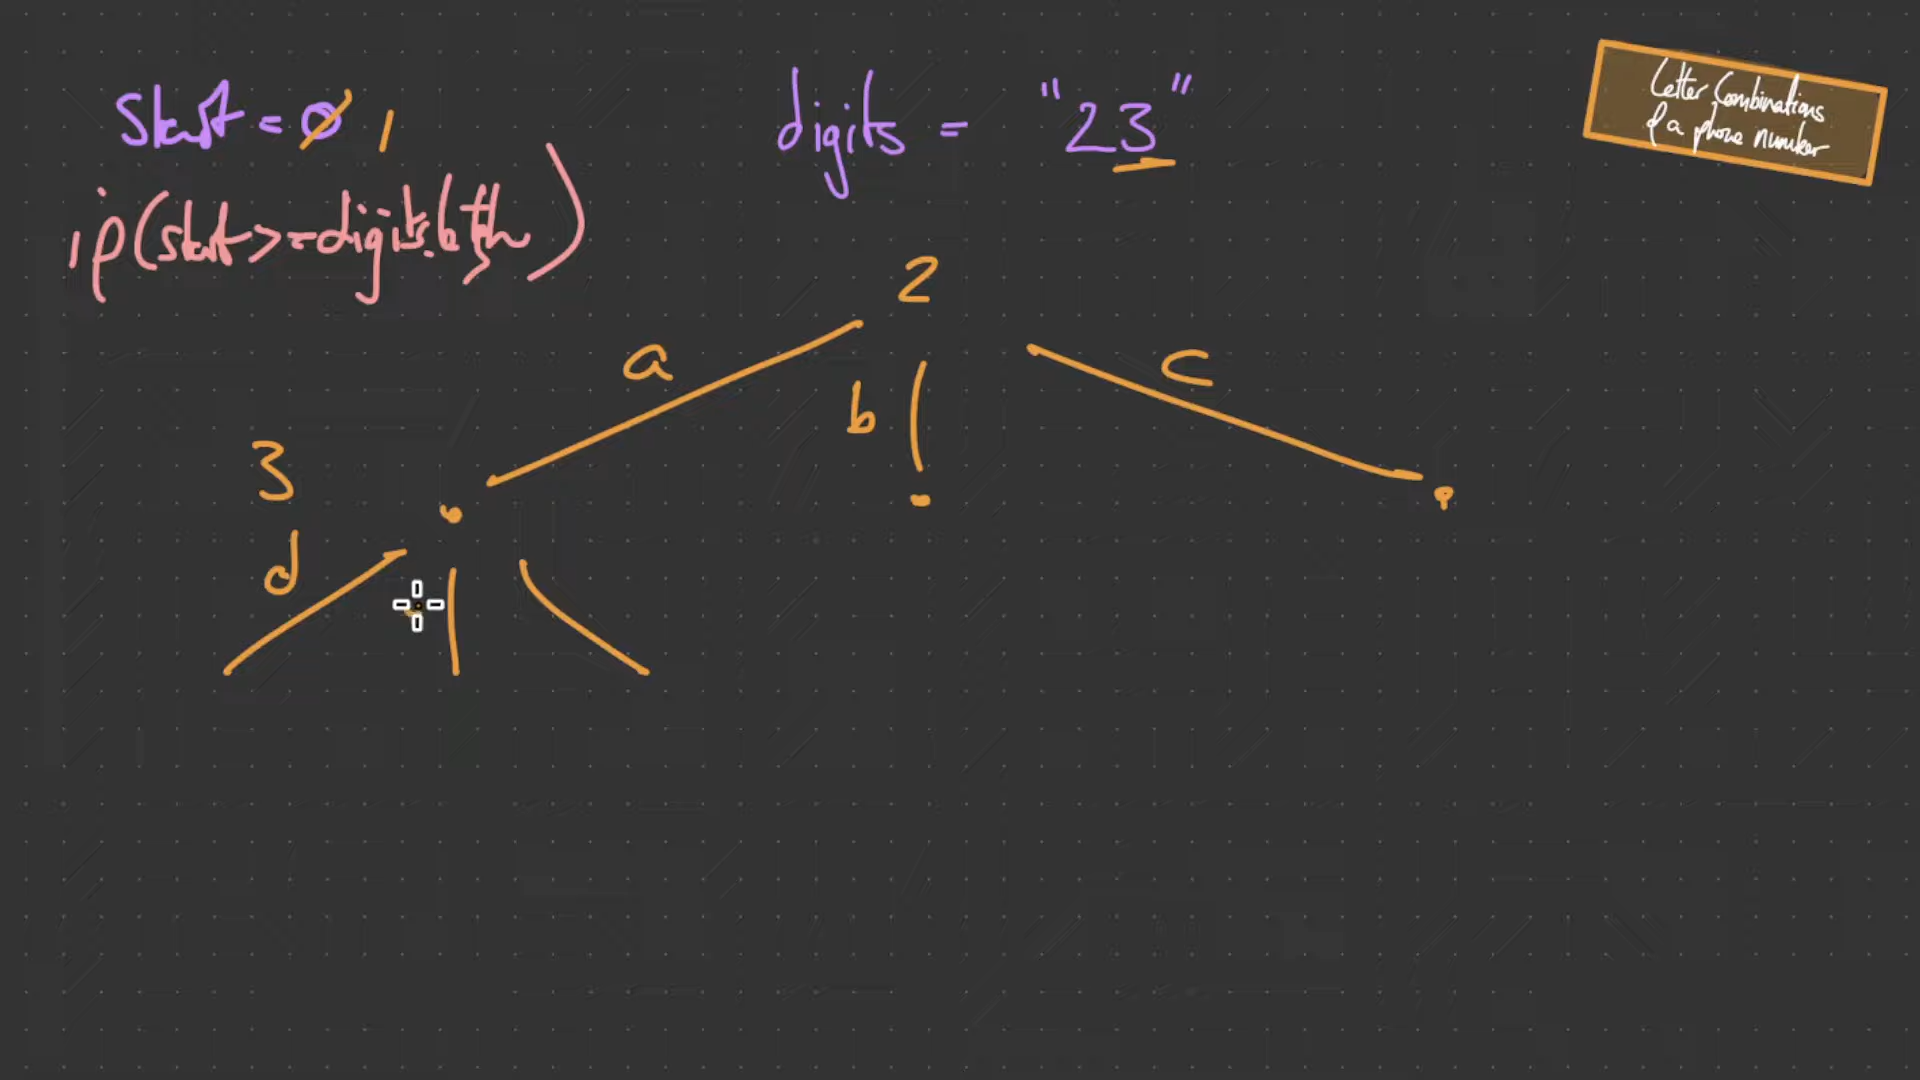 Start = 0 1
digits = "23"
Letter Combinations
of a phone number
if(start>=digits.length)
2
a
b
c
3
d